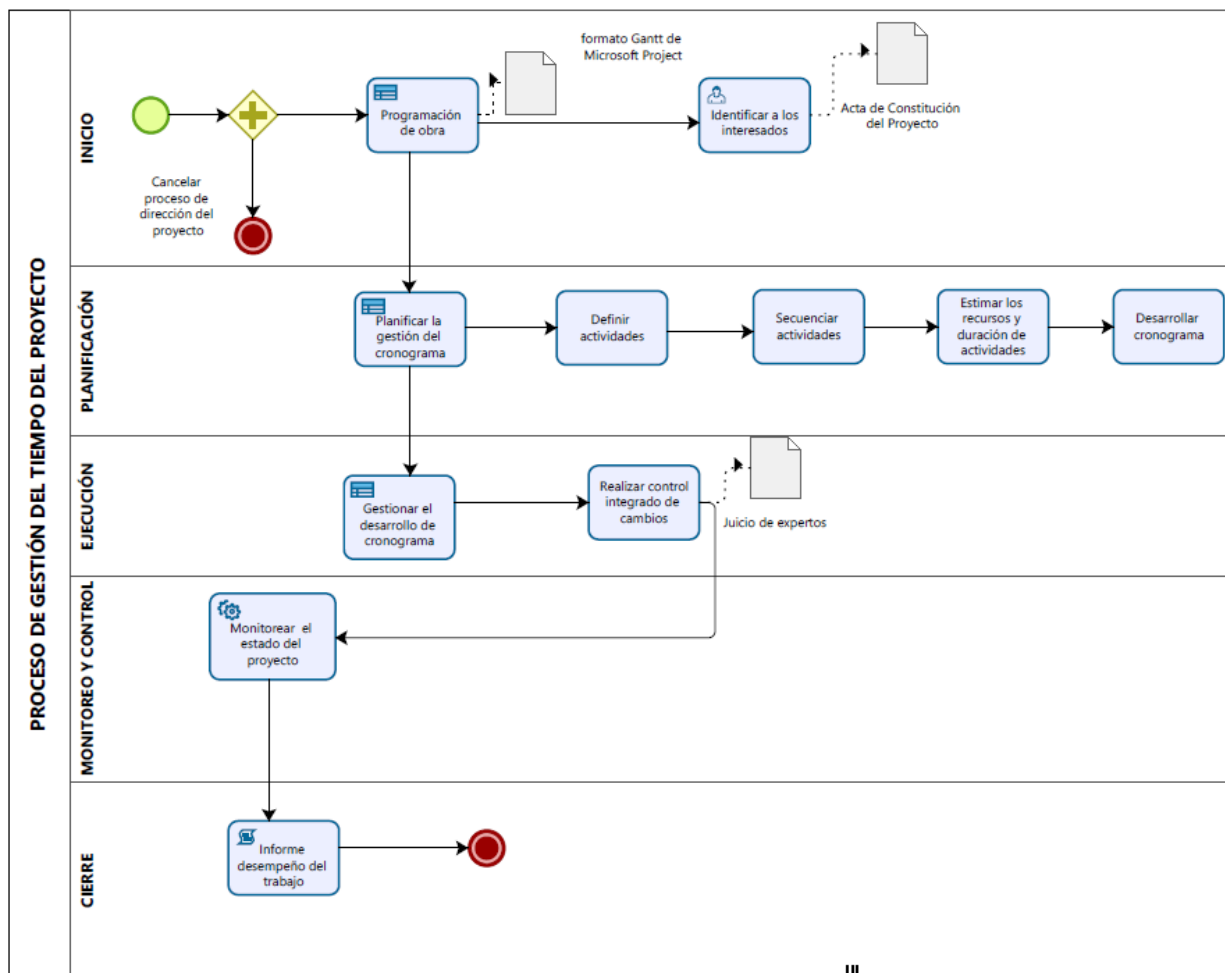 PROCESO DE GESTIÓN DEL TIEMPO DEL PROYECTO
INICIO
formato Gantt de
Microsoft Project
Programación
de obra
Identificar a los
interesados
Acta de Constitución
del Proyecto
Cancelar
proceso de
dirección del
proyecto
PLANIFICACIÓN
Planificar la
gestión del
cronograma
Definir
actividades
Secuenciar
actividades
Estimar los
recursos y
duración de
actividades
Desarrollar
cronograma
EJECUCIÓN
Gestionar el
desarrollo de
cronograma
Realizar control
integrado de
cambios
Juicio de expertos
MONITOREO Y CONTROL
Monitorear el
estado del
proyecto
CIERRE
Informe
desempeño del
trabajo